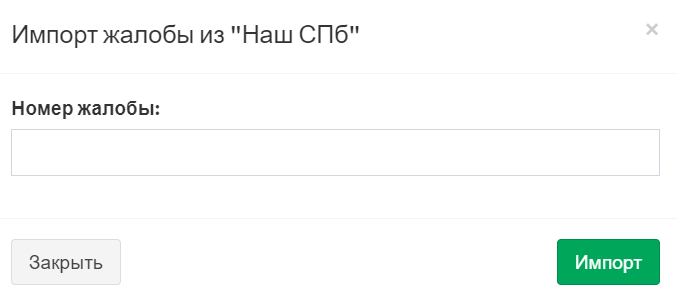 Импорт жалобы из "Наш СПб"
×
Номер жалобы:
Закрыть
Импорт